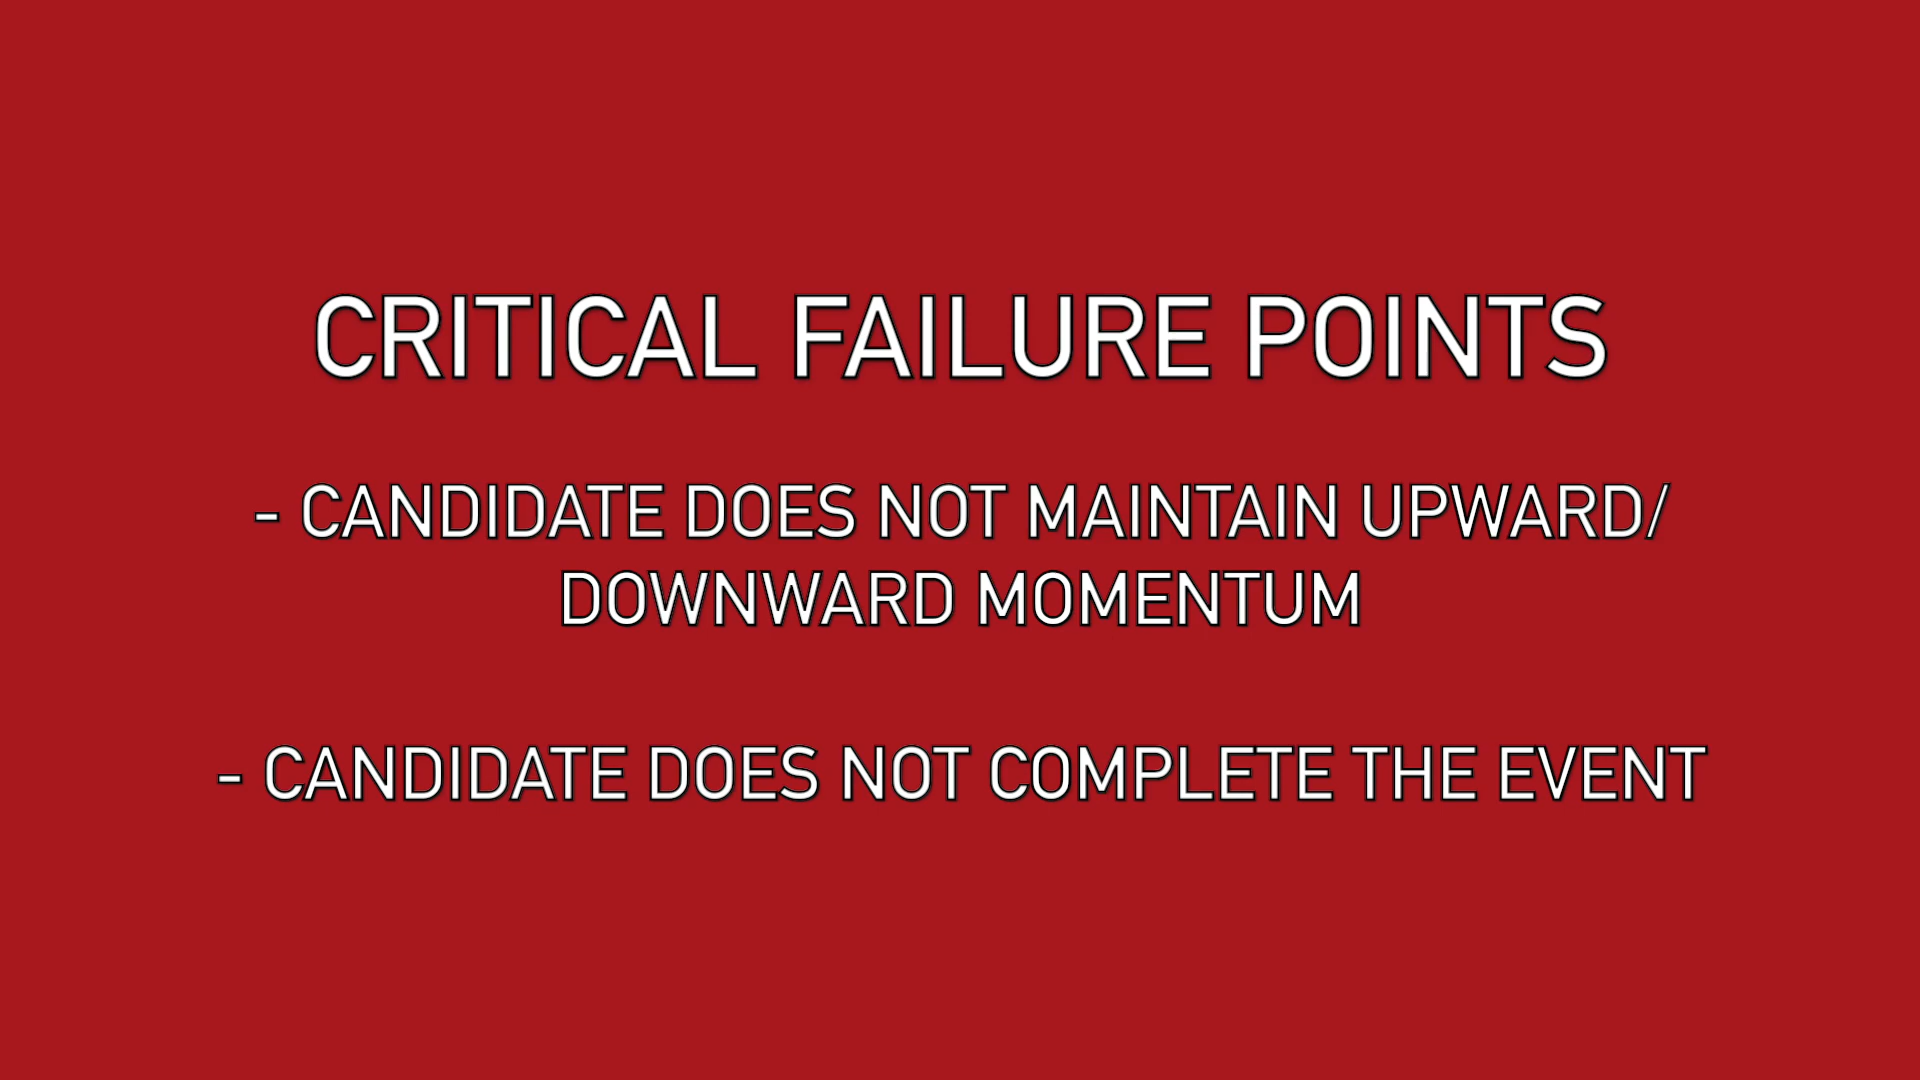 CRITICAL FAILURE POINTS
- CANDIDATE DOES NOT MAINTAIN UPWARD/
DOWNWARD MOMENTUM
- CANDIDATE DOES NOT COMPLETE THE EVENT